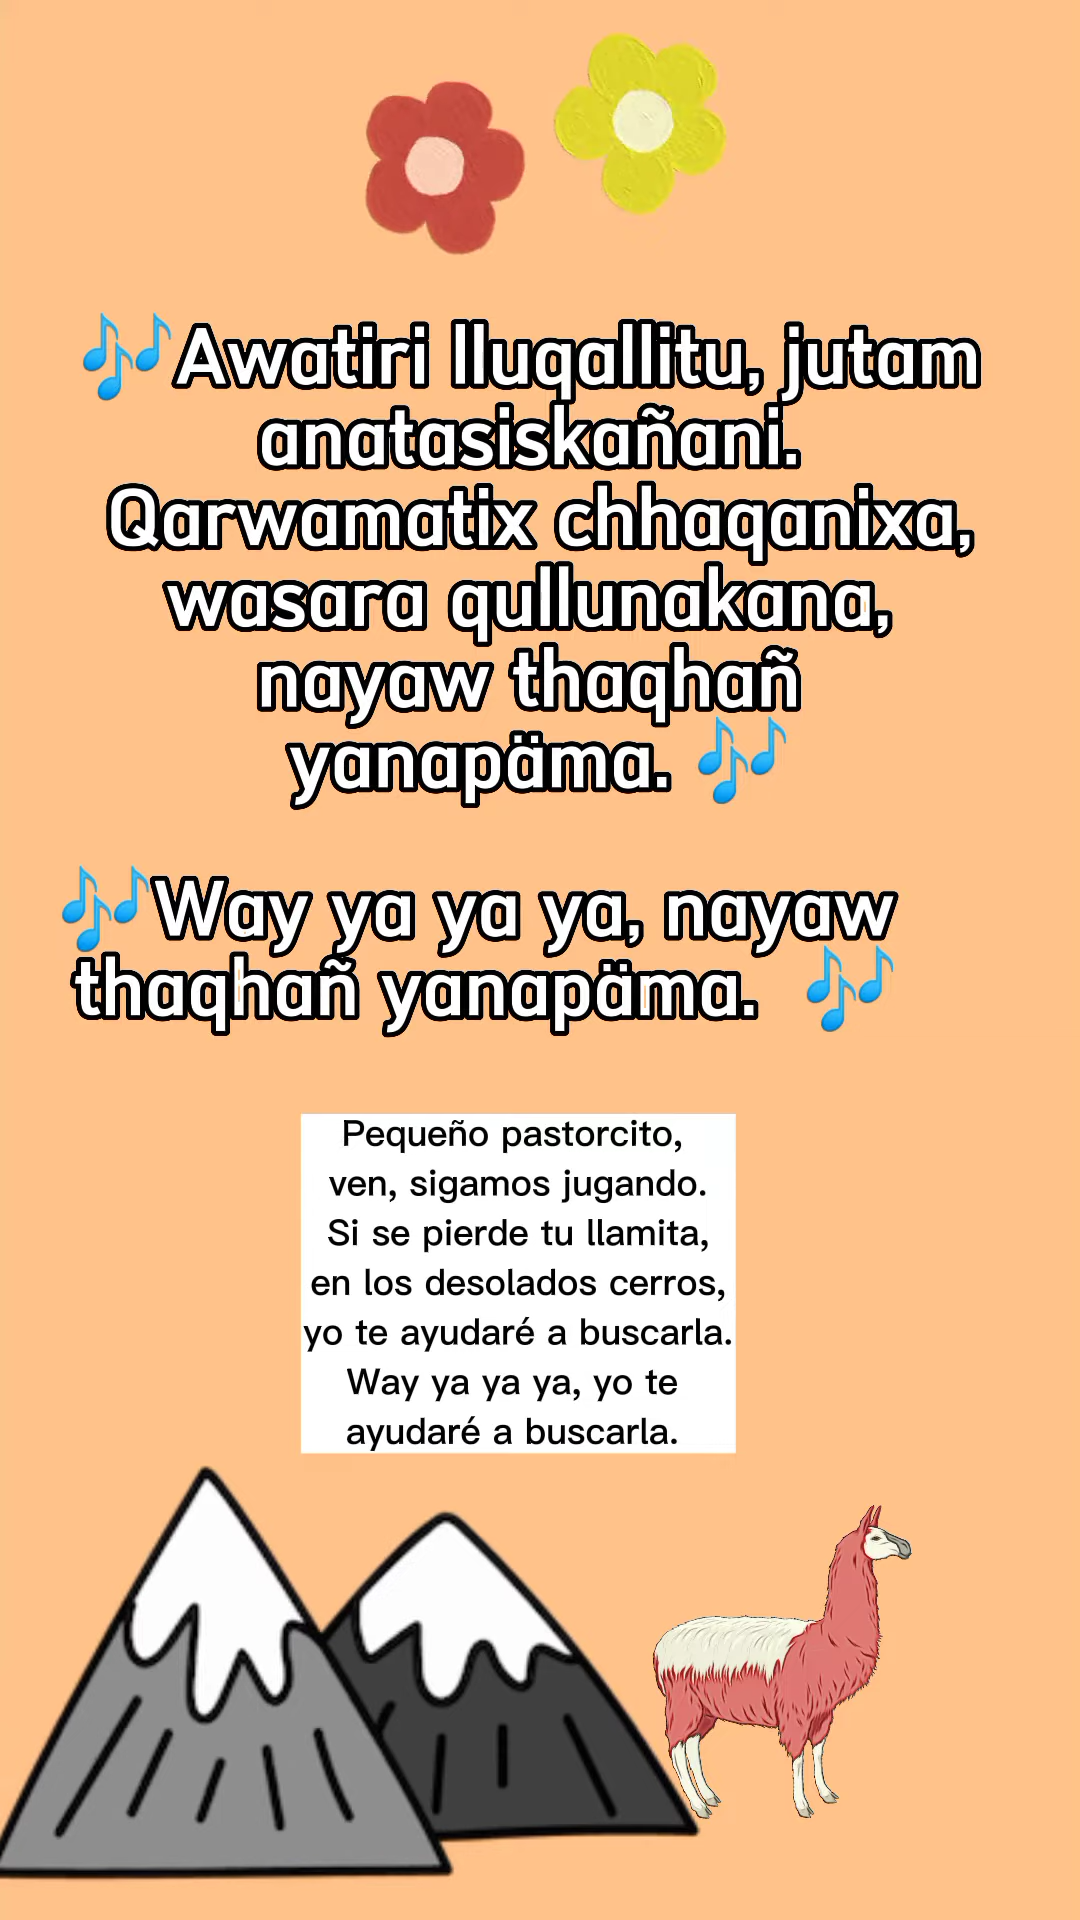 🎶Awatiri lluqallitu, jutam
anatasiskañani.
Qarwamatix chhaqanixa,
wasara qullunakana,
nayaw thaqhañ
yanapäma. 🎶
🎶Way ya ya ya, nayaw
thaqhañ yanapäma. 🎶
Pequeño pastorcito,
ven, sigamos jugando.
Si se pierde tu llamita,
en los desolados cerros,
yo te ayudaré a buscarla.
Way ya ya ya, yo te
ayudaré a buscarla.